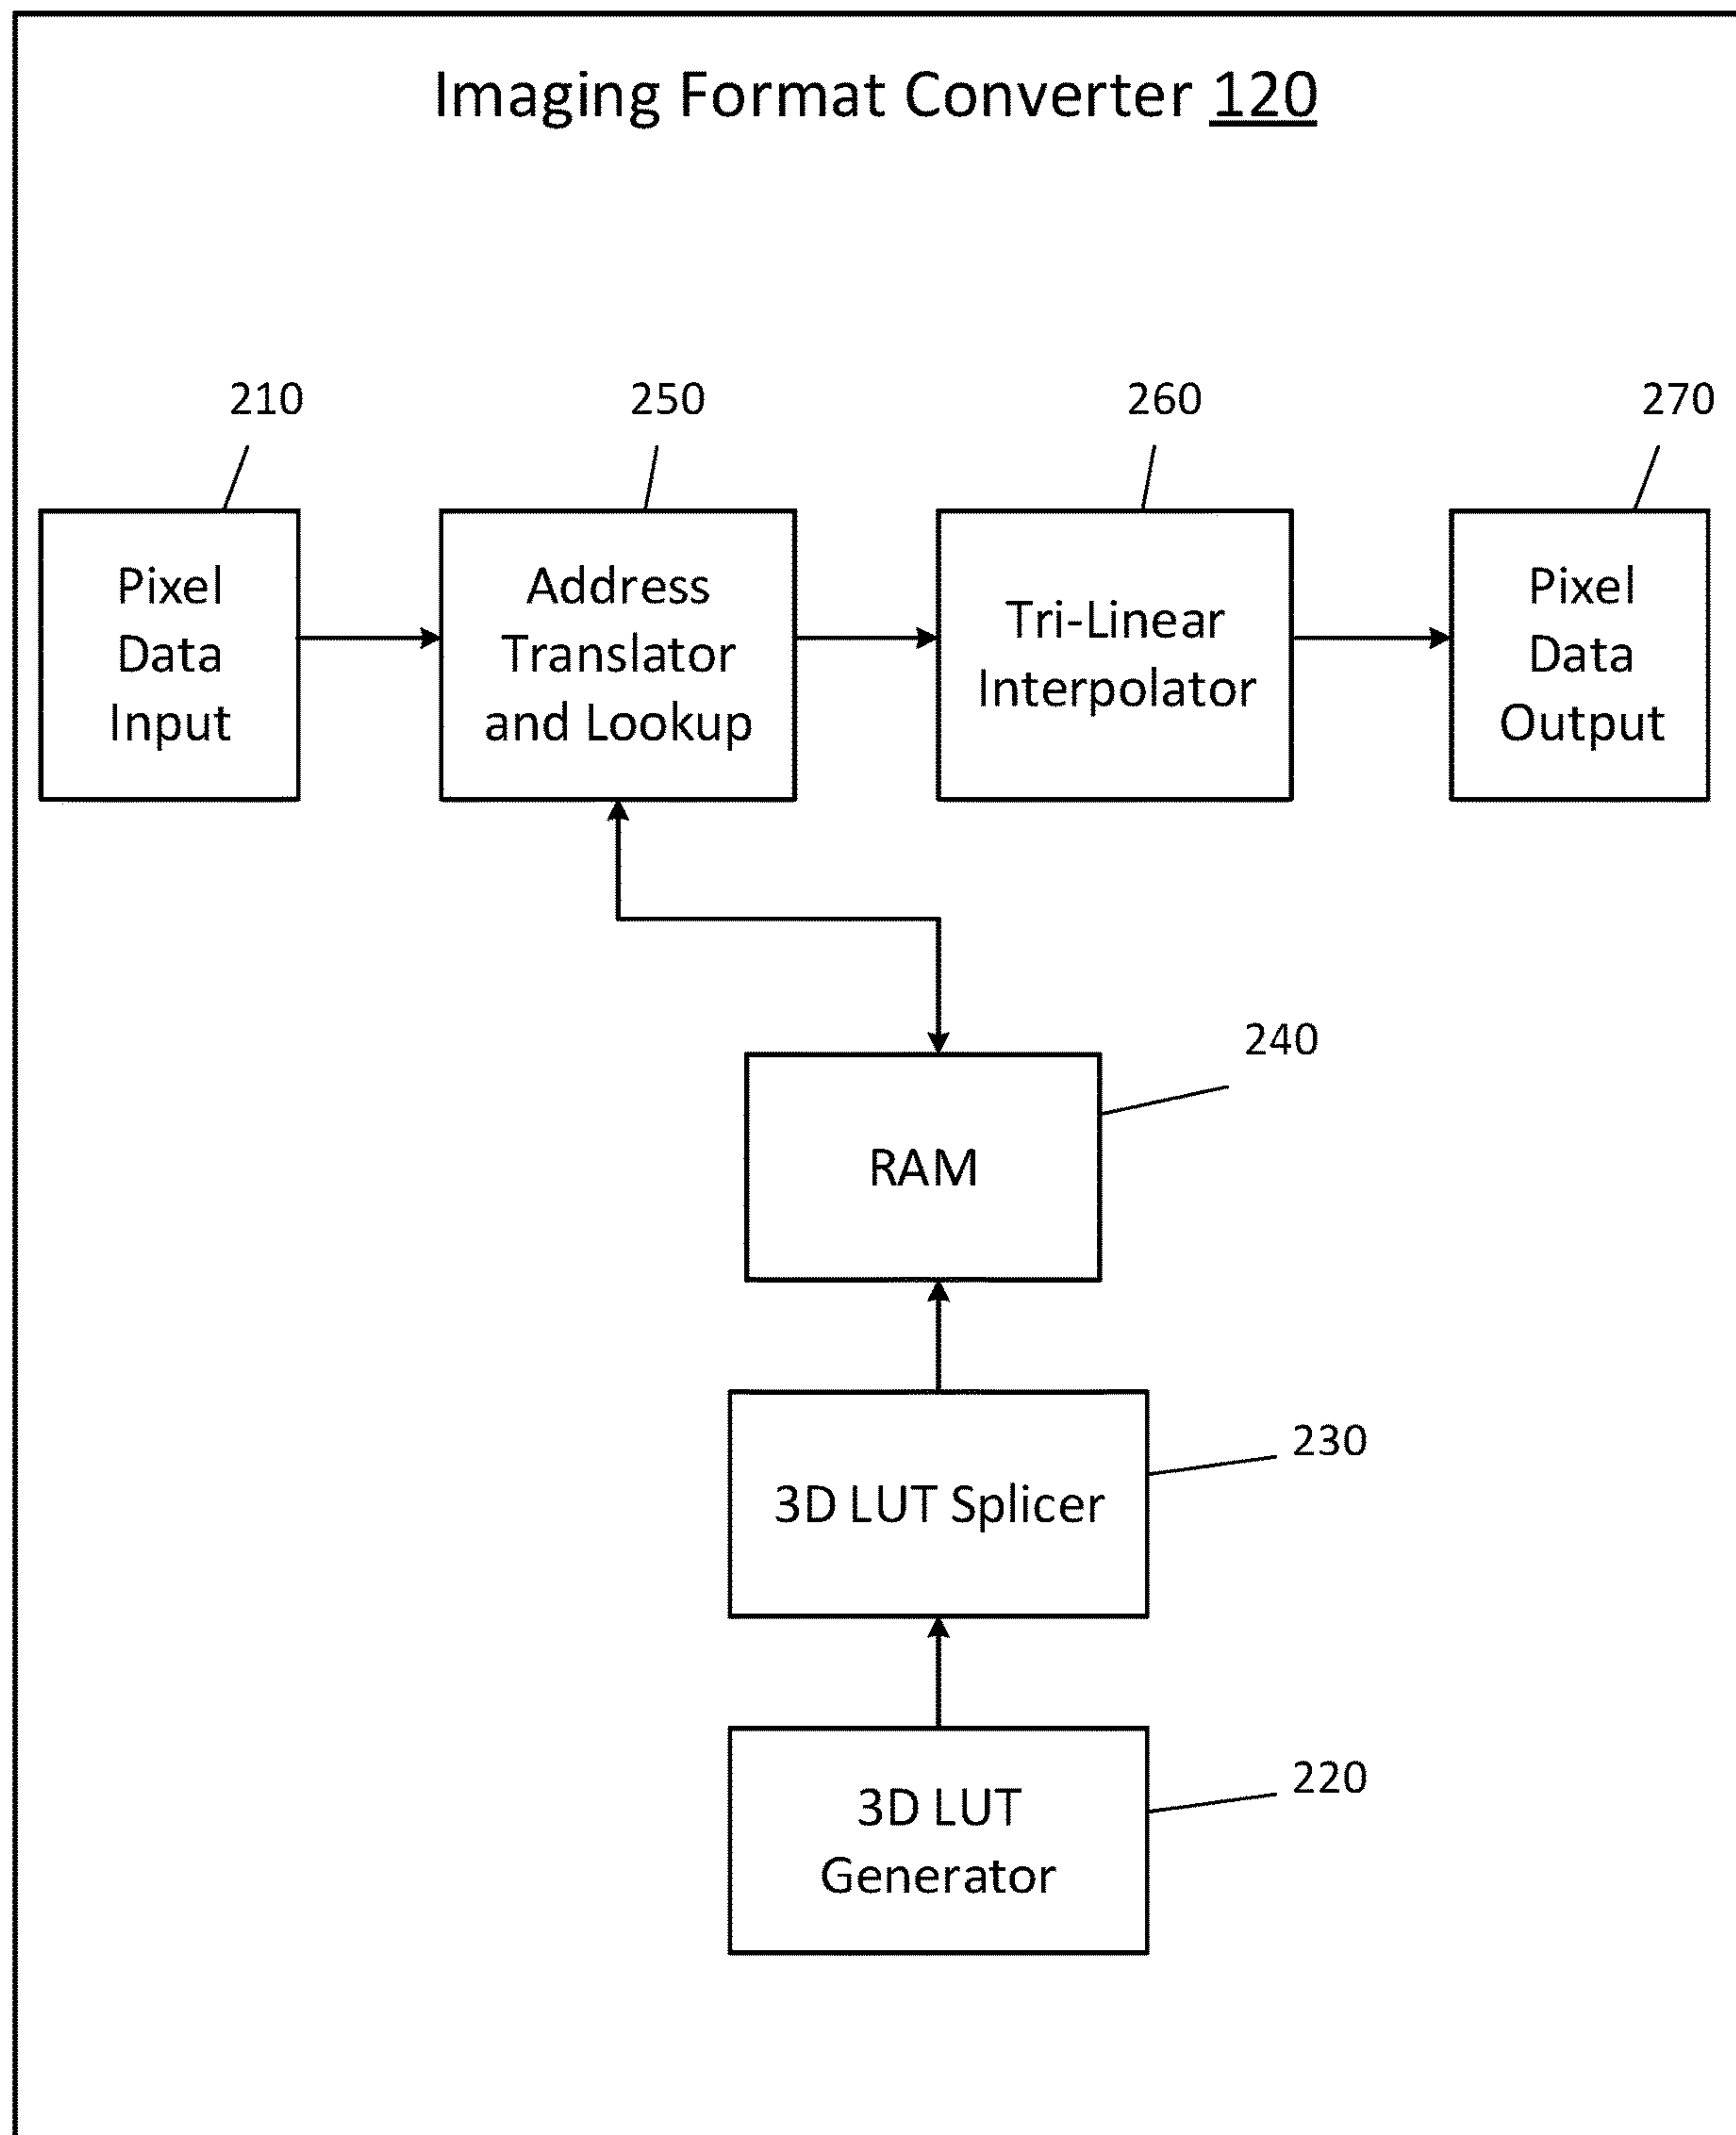 Imaging Format Converter 120
210
250
260
270
Pixel
Data
Input
Address
Translator
and Lookup
Tri-Linear
Interpolator
Pixel
Data
Output
240
RAM
230
3D LUT Splicer
220
3D LUT
Generator